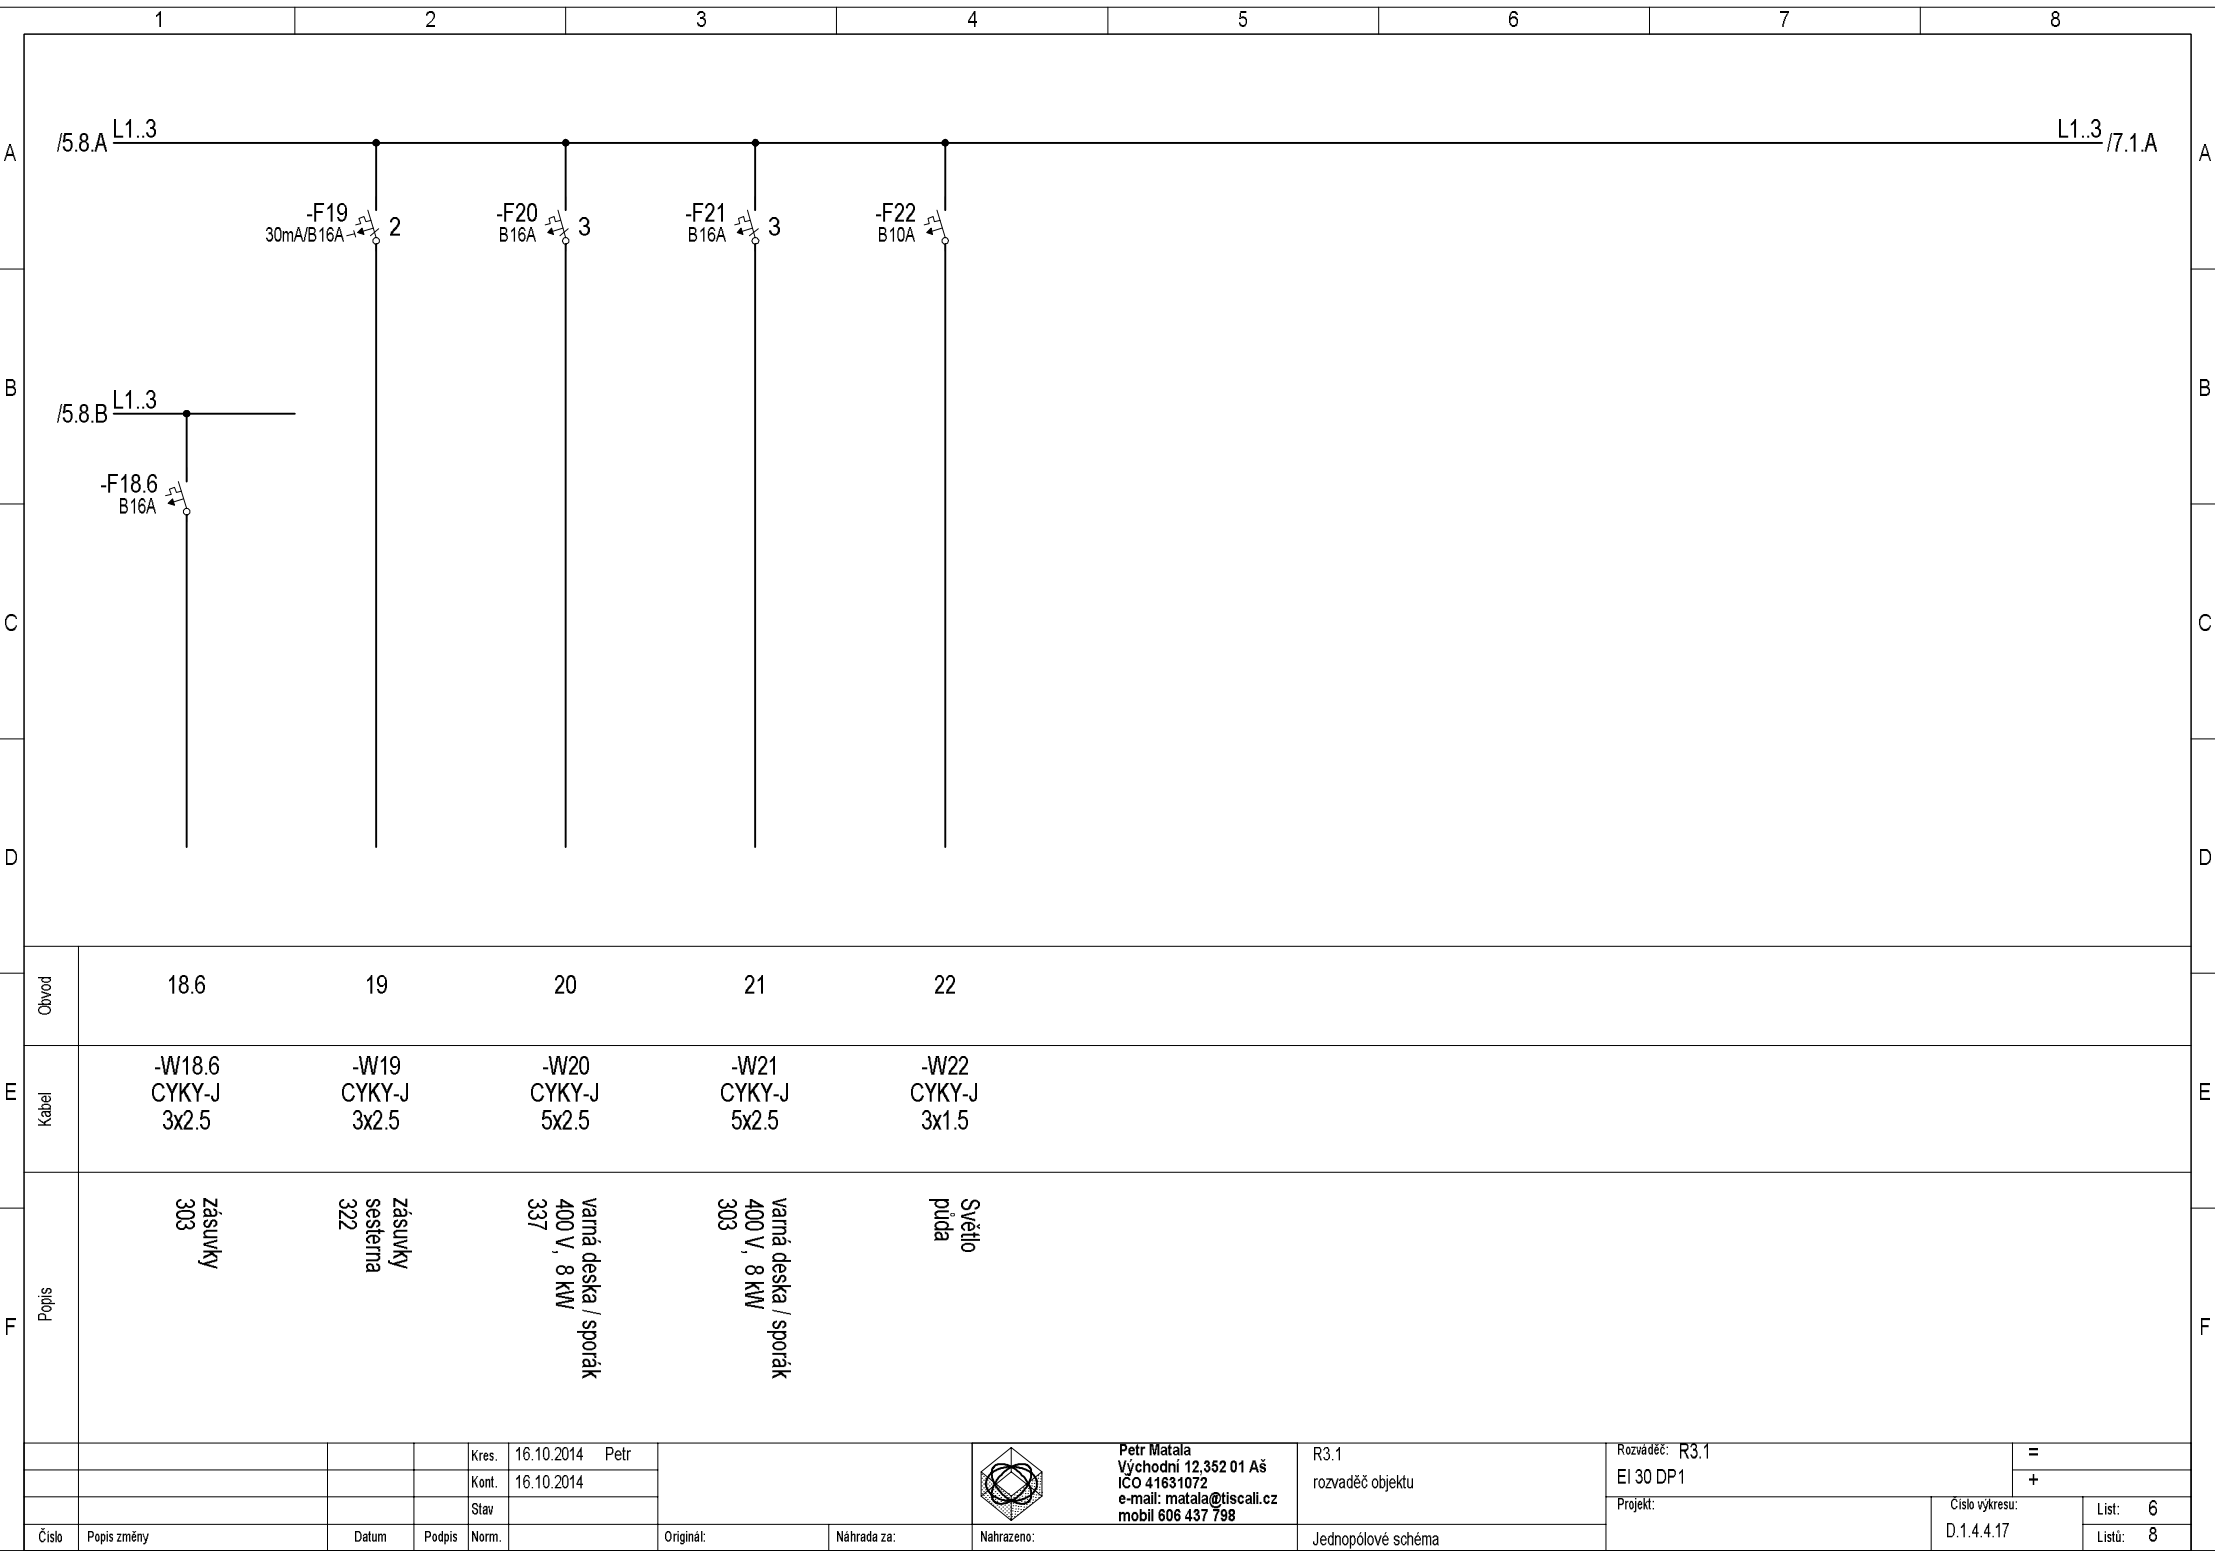 1 2 3 4 5 6 7 8
A A
/5.8.A L1..3 L1..3 /7.1.A
-F19
30mA/B16A 2
-F20
B16A 3
-F21
B16A 3
-F22
B10A
B B
/5.8.B L1..3
-F18.6
B16A
C C
D D
Obvod 18.6 19 20 21 22
E E
Kabel
-W18.6
CYKY-J
3x2.5
-W19
CYKY-J
3x2.5
-W20
CYKY-J
5x2.5
-W21
CYKY-J
5x2.5
-W22
CYKY-J
3x1.5
F F
Popis
zásuvky
303
zásuvky
sesterna
322
varná deska / sporák
400 V, 8 kW
337
varná deska / sporák
400 V, 8 kW
303
Světlo
půda
Kres. 16.10.2014 Petr
Kont. 16.10.2014
Stav
Číslo Popis změny Datum Podpis Norm. Originál: Náhrada za: Nahrazeno:
Petr Matala
Východní 12,352 01 Aš
IČO 41631072
e-mail: matala@tiscali.cz
mobil 606 437 798
R3.1
rozvaděč objektu
Jednopólové schéma
Rozváděč: R3.1
EI 30 DP1
=
+
Projekt:
Číslo výkresu:
D.1.4.4.17
List: 6
Listů: 8